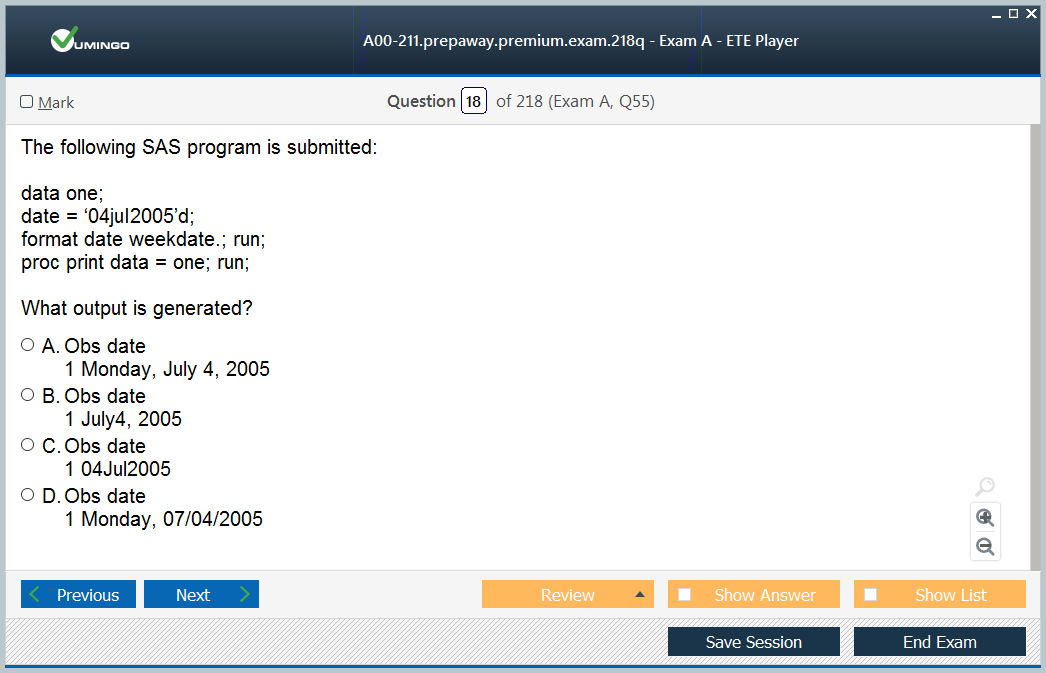 VUMINGO
A00-211.prepaway.premium.exam.218q - Exam A - ETE Player
Mark
Question 18 of 218 (Exam A, Q55)
The following SAS program is submitted:
data one;
date = ‘04jul2005’d;
format date weekdate.; run;
proc print data = one; run;
What output is generated?
A. Obs date
1 Monday, July 4, 2005
B. Obs date
1 July4, 2005
C. Obs date
1 04Jul2005
D. Obs date
1 Monday, 07/04/2005
Previous
Next
Review
Show Answer
Show List
Save Session
End Exam